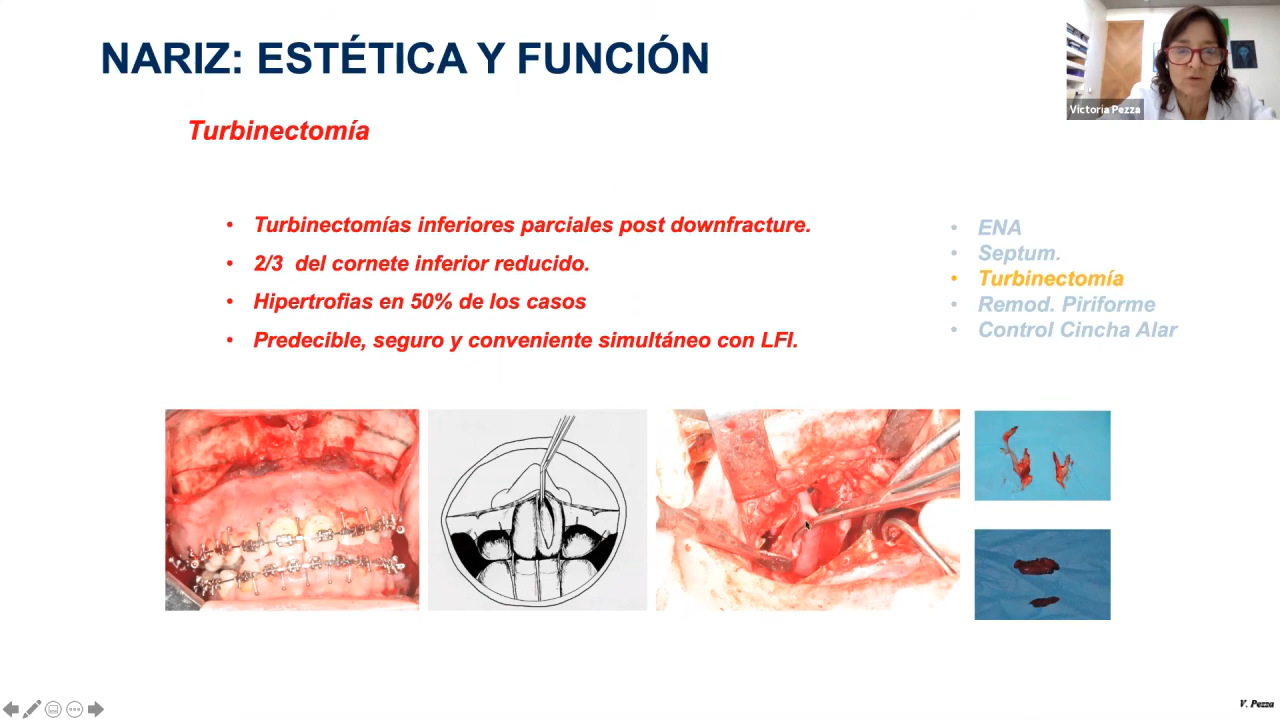 NARIZ: ESTÉTICA Y FUNCIÓN
Victoria Pezza
Turbinectomía
• Turbinectomías inferiores parciales post downfracture.
• 2/3 del cornete inferior reducido.
• Hipertrofias en 50% de los casos
• Predecible, seguro y conveniente simultáneo con LFI.
• ENA
• Septum.
• Turbinectomía
• Remod. Piriforme
• Control Cincha Alar
V. Pezza